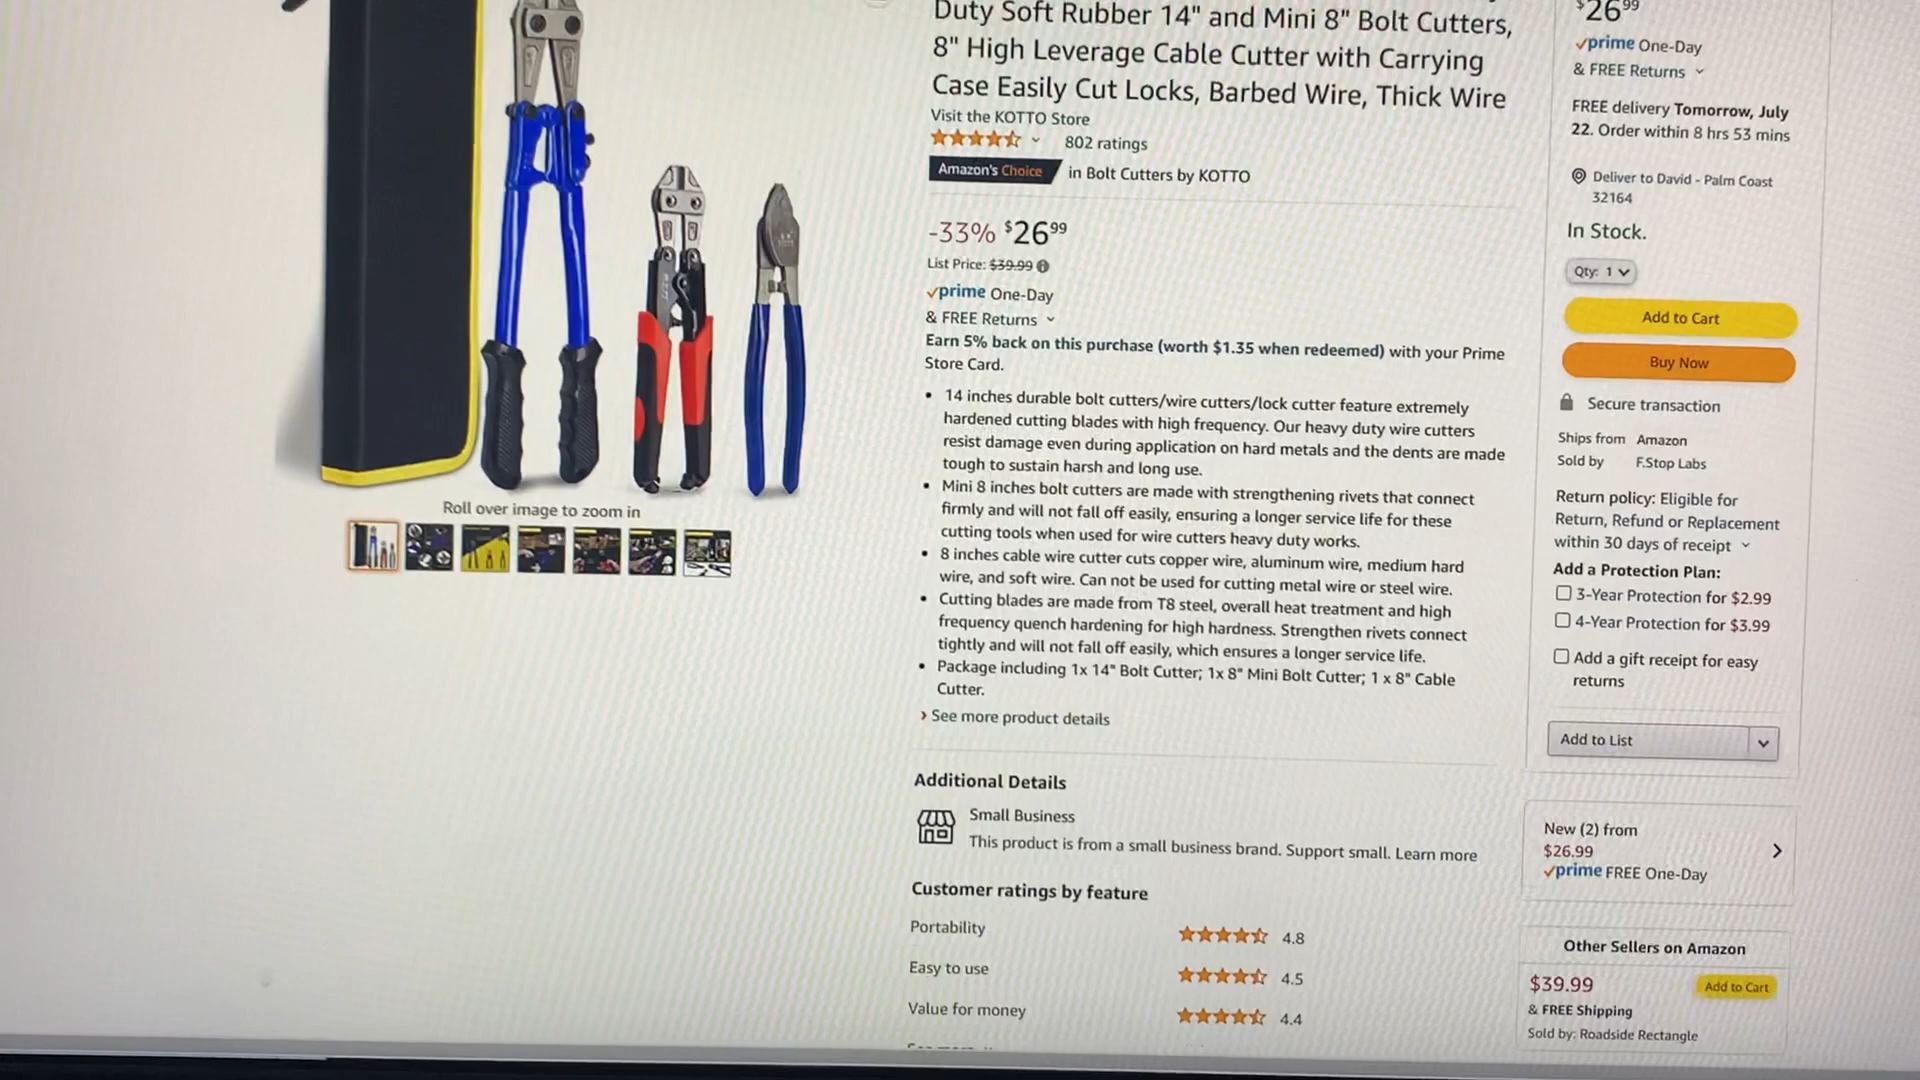 Duty Soft Rubber 14" and Mini 8" Bolt Cutters,
8" High Leverage Cable Cutter with Carrying
Case Easily Cut Locks, Barbed Wire, Thick Wire
Visit the KOTTO Store
802 ratings
Amazon's Choice in Bolt Cutters by KOTTO
-33% $26 99
List Price: $39.99
prime One-Day
& FREE Returns
Earn 5% back on this purchase (worth $1.35 when redeemed) with your Prime
Store Card.
• 14 inches durable bolt cutters/wire cutters/lock cutter feature extremely
hardened cutting blades with high frequency. Our heavy duty wire cutters
resist damage even during application on hard metals and the dents are made
tough to sustain harsh and long use.
• Mini 8 inches bolt cutters are made with strengthening rivets that connect
firmly and will not fall off easily, ensuring a longer service life for these
cutting tools when used for wire cutters heavy duty works.
• 8 inches cable wire cutter cuts copper wire, aluminum wire, medium hard
wire, and soft wire. Can not be used for cutting metal wire or steel wire.
• Cutting blades are made from T8 steel, overall heat treatment and high
frequency quench hardening for high hardness. Strengthen rivets connect
tightly and will not fall off easily, which ensures a longer service life.
• Package including 1x 14" Bolt Cutter; 1x 8" Mini Bolt Cutter; 1 x 8" Cable
Cutter.
› See more product details
Roll over image to zoom in
Additional Details
Small Business
This product is from a small business brand. Support small. Learn more
Customer ratings by feature
Portability 4.8
Easy to use 4.5
Value for money 4.4
$26 99
prime One-Day
& FREE Returns
FREE delivery Tomorrow, July
22. Order within 8 hrs 53 mins
Deliver to David - Palm Coast
32164
In Stock.
Qty: 1
Add to Cart
Buy Now
Secure transaction
Ships from Amazon
Sold by F.Stop Labs
Return policy: Eligible for
Return, Refund or Replacement
within 30 days of receipt
Add a Protection Plan:
3-Year Protection for $2.99
4-Year Protection for $3.99
Add a gift receipt for easy
returns
Add to List
New (2) from
$26.99
prime FREE One-Day
Other Sellers on Amazon
$39.99 Add to Cart
& FREE Shipping
Sold by: Roadside Rectangle